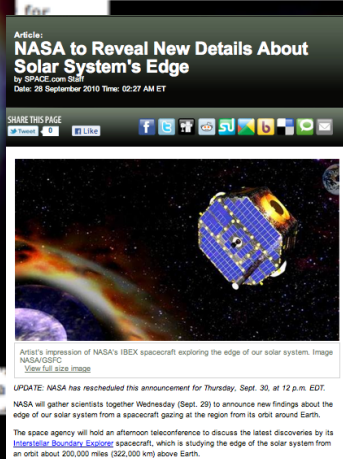 for
Article:
NASA to Reveal New Details About
Solar System's Edge
by SPACE.com Staff
Date: 28 September 2010 Time: 02:27 AM ET
SHARE THIS PAGE
Tweet 0 Like
Artist's impression of NASA's IBEX spacecraft exploring the edge of our solar system. Image
NASA/GSFC
View full size image
UPDATE: NASA has rescheduled this announcement for Thursday, Sept. 30, at 12 p.m. EDT.
NASA will gather scientists together Wednesday (Sept. 29) to announce new findings about the
edge of our solar system from a spacecraft gazing at the region from its orbit around Earth.
The space agency will hold an afternoon teleconference to discuss the latest discoveries by its
Interstellar Boundary Explorer spacecraft, which is studying the edge of the solar system from
an orbit about 200,000 miles (322,000 km) above Earth.